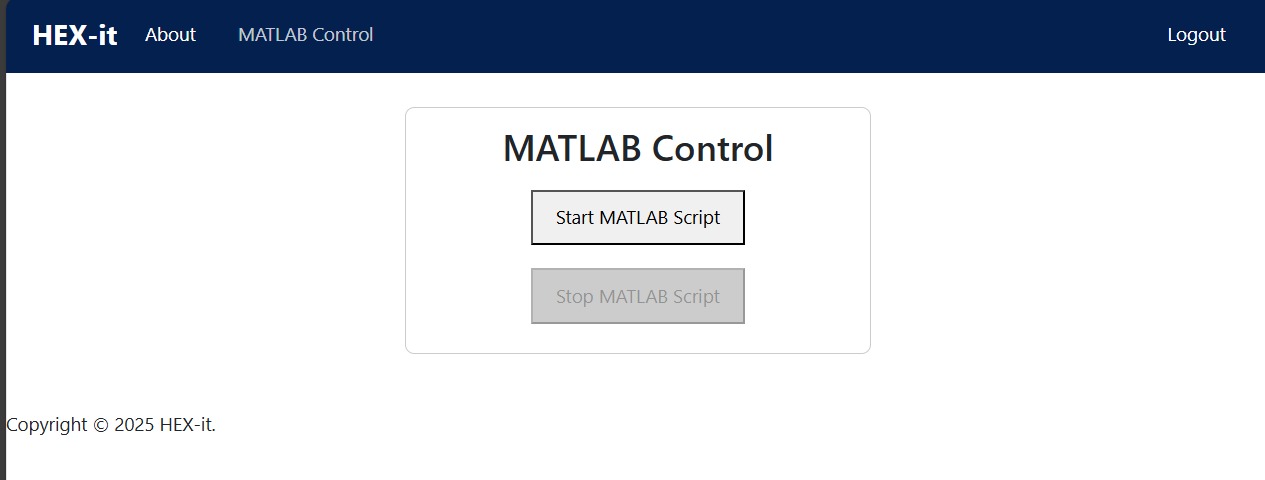 HEX-it About MATLAB Control Logout
MATLAB Control
Start MATLAB Script
Stop MATLAB Script
Copyright © 2025 HEX-it.